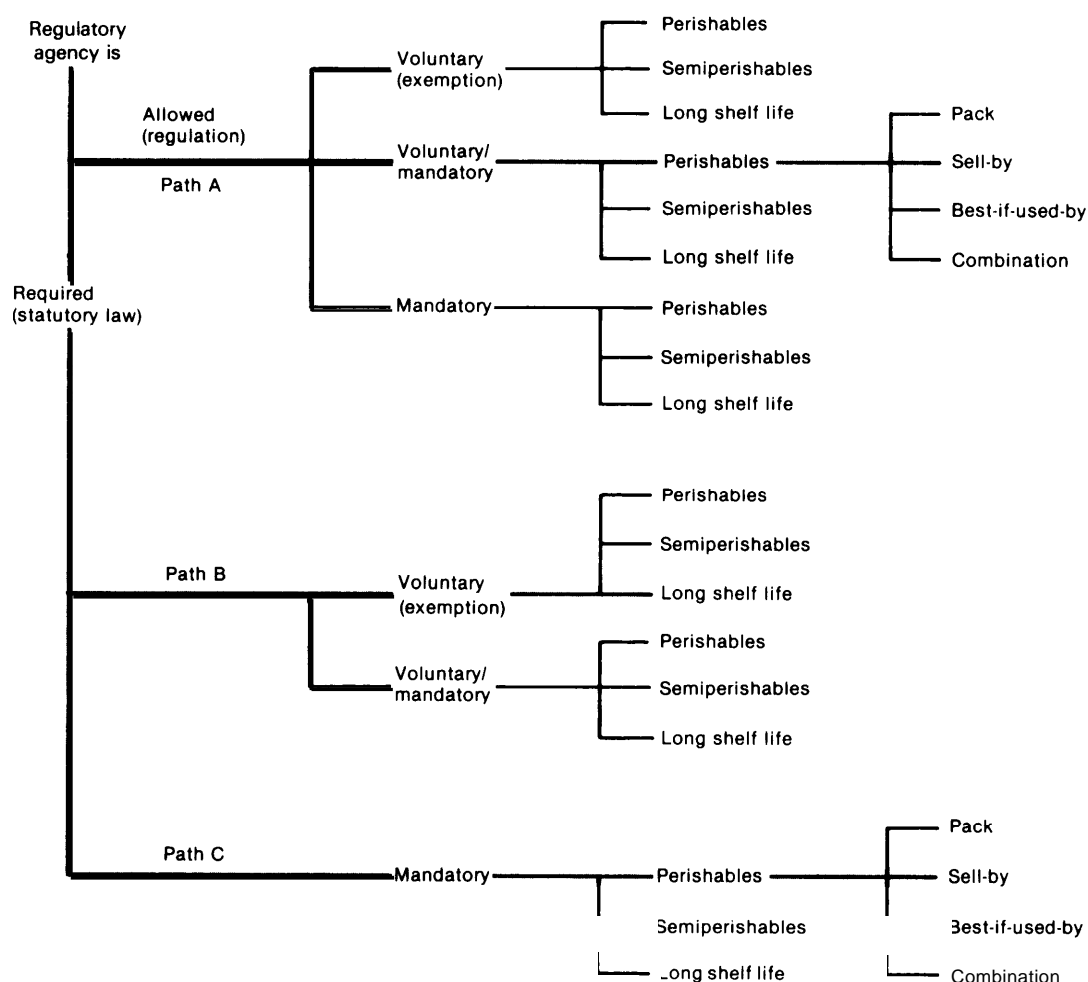 Regulatory
agency is
Allowed
(regulation)
Path A
Voluntary
(exemption)
Perishables
Semiperishables
Long shelf life
Voluntary/
mandatory
Perishables
Semiperishables
Long shelf life
Pack
Sell-by
Best-if-used-by
Combination
Mandatory
Perishables
Semiperishables
Long shelf life
Required
(statutory law)
Path B
Voluntary
(exemption)
Perishables
Semiperishables
Long shelf life
Voluntary/
mandatory
Perishables
Semiperishables
Long shelf life
Path C
Mandatory
Perishables
Semiperishables
Long shelf life
Pack
Sell-by
Best-if-used-by
Combination